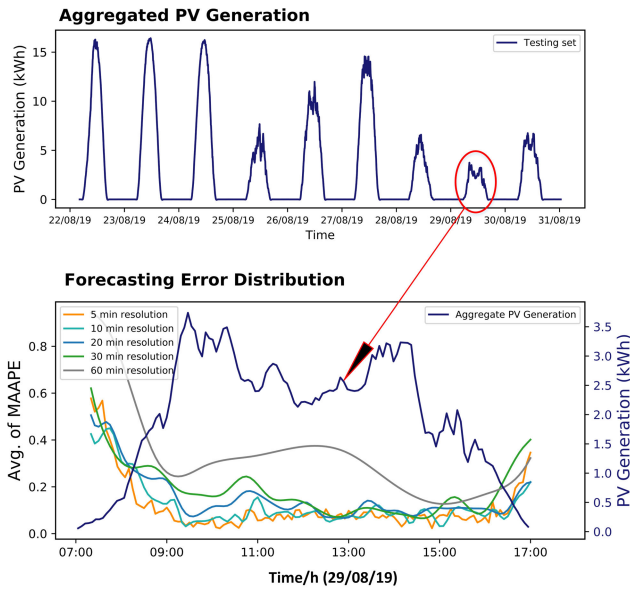 Aggregated PV Generation
PV Generation (kWh)
15
10
5
0
Testing set
22/08/19 23/08/19 24/08/19 25/08/19 26/08/19 27/08/19 28/08/19 29/08/19 30/08/19 31/08/19
Time
Forecasting Error Distribution
Avg. of MAAPE
0.8
0.6
0.4
0.2
0.0
5 min resolution
10 min resolution
20 min resolution
30 min resolution
60 min resolution
Aggregate PV Generation
3.5
3.0
2.5
2.0
1.5
1.0
0.5
0.0
PV Generation (kWh)
07:00 09:00 11:00 13:00 15:00 17:00
Time/h (29/08/19)